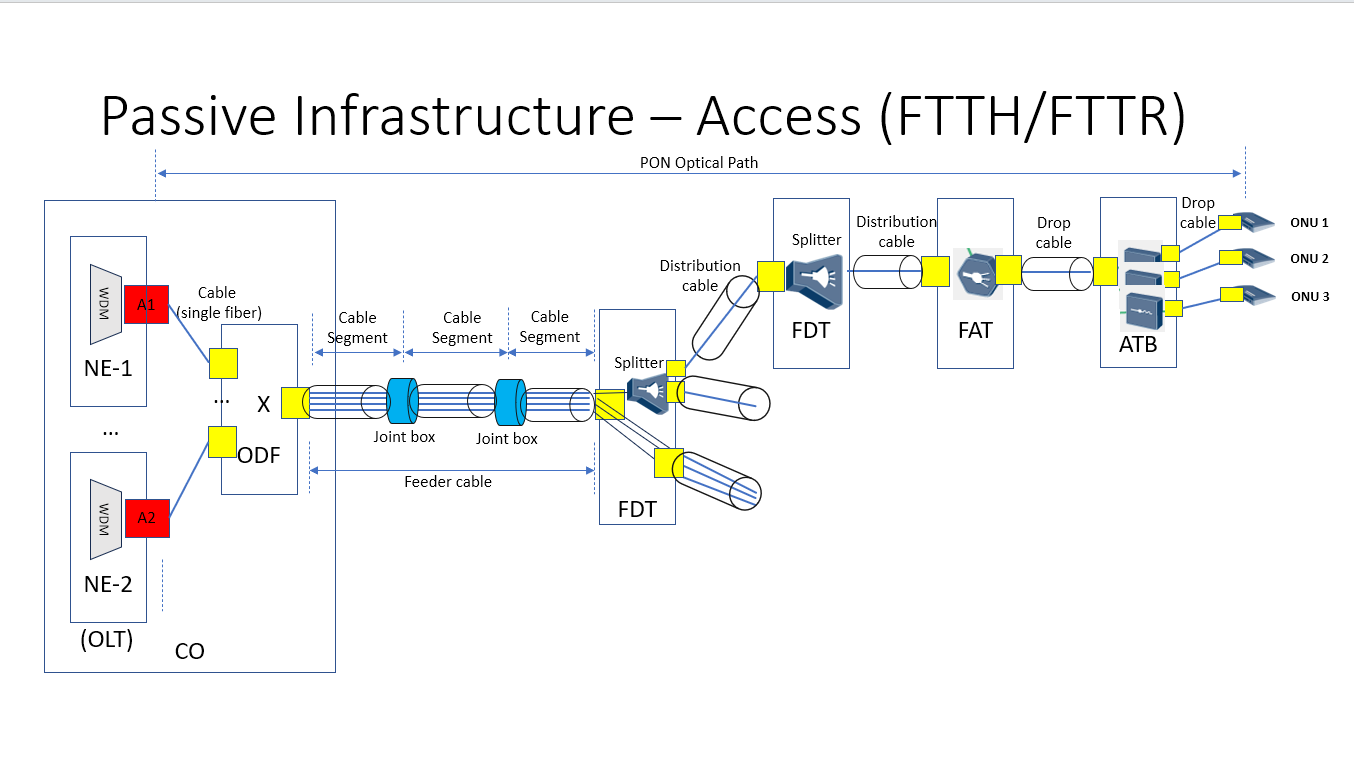 Passive Infrastructure – Access (FTTH/FTTR)
PON Optical Path
WDM
A1
NE-1
...
WDM
A2
NE-2
(OLT)
CO
Cable
(single fiber)
...
X
ODF
Cable
Segment
Cable
Segment
Cable
Segment
Joint box
Joint box
Feeder cable
Splitter
FDT
Distribution
cable
Splitter
FDT
Distribution
cable
FAT
Drop
cable
ATB
Drop
cable
ONU 1
ONU 2
ONU 3